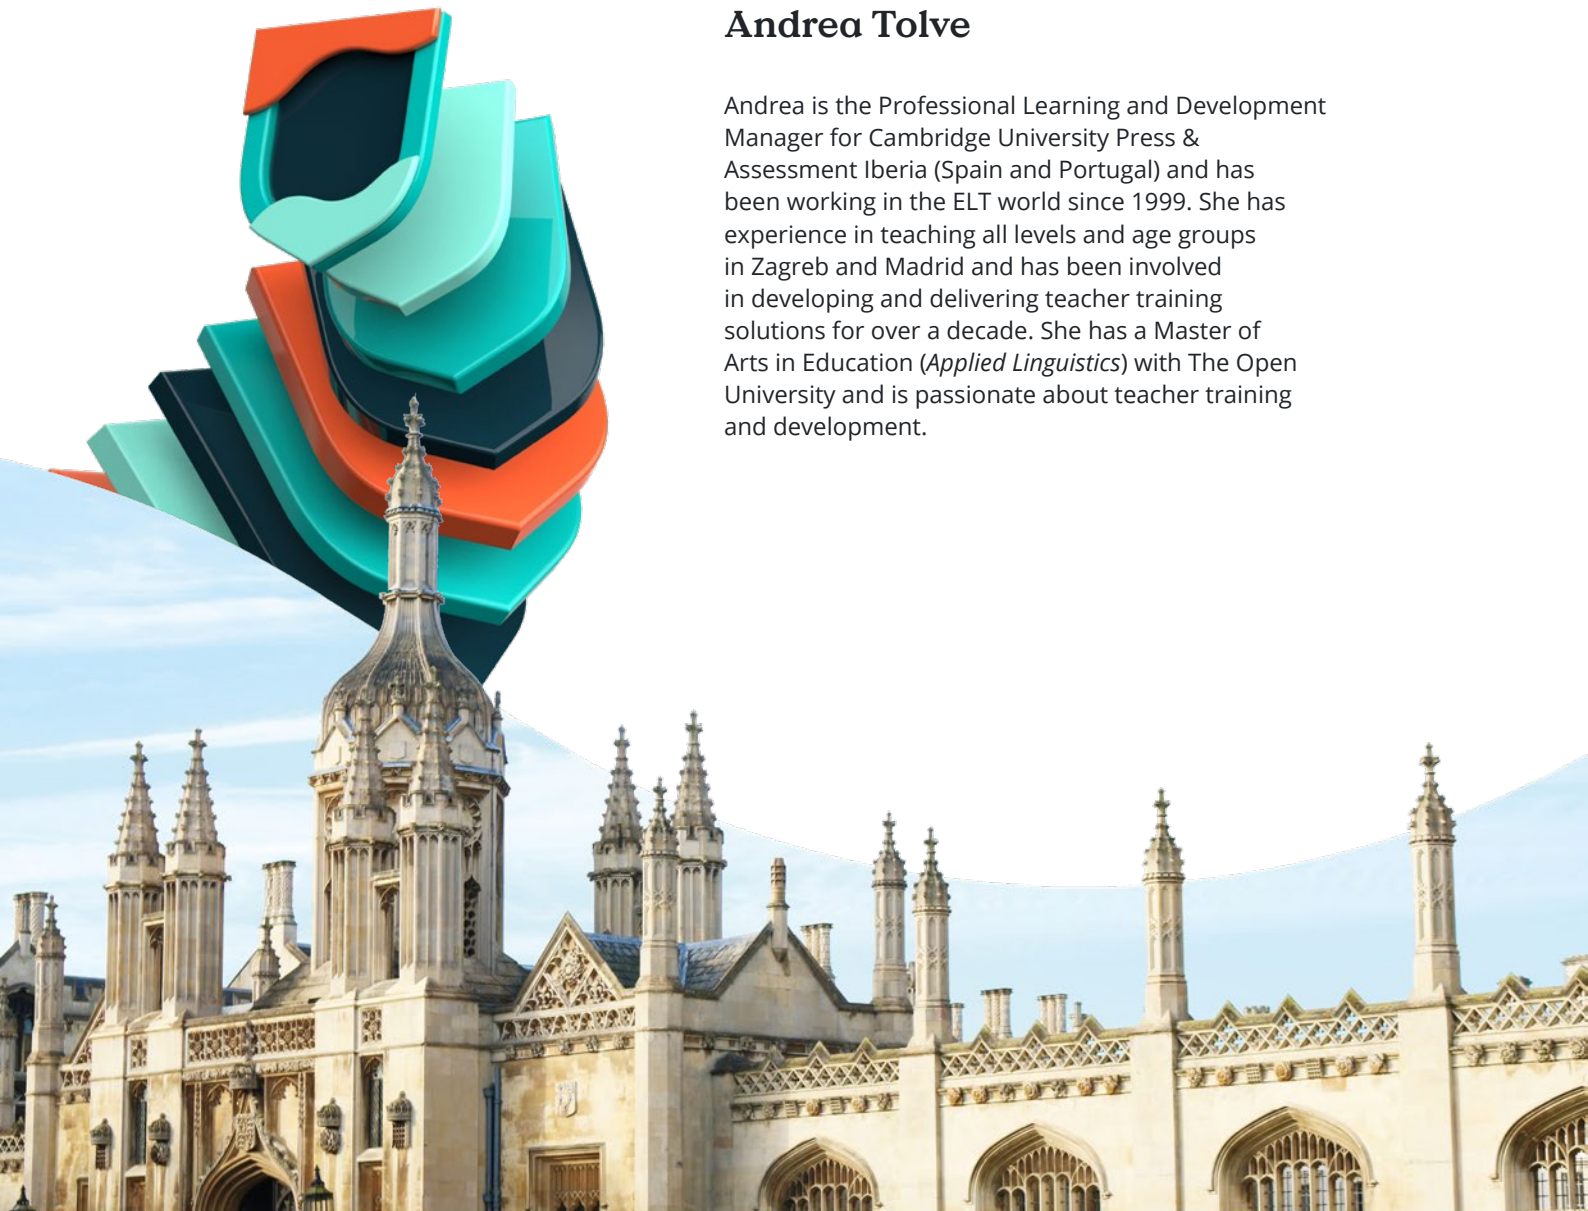 Andrea Tolve
Andrea is the Professional Learning and Development
Manager for Cambridge University Press &
Assessment Iberia (Spain and Portugal) and has
been working in the ELT world since 1999. She has
experience in teaching all levels and age groups
in Zagreb and Madrid and has been involved
in developing and delivering teacher training
solutions for over a decade. She has a Master of
Arts in Education (Applied Linguistics) with The Open
University and is passionate about teacher training
and development.